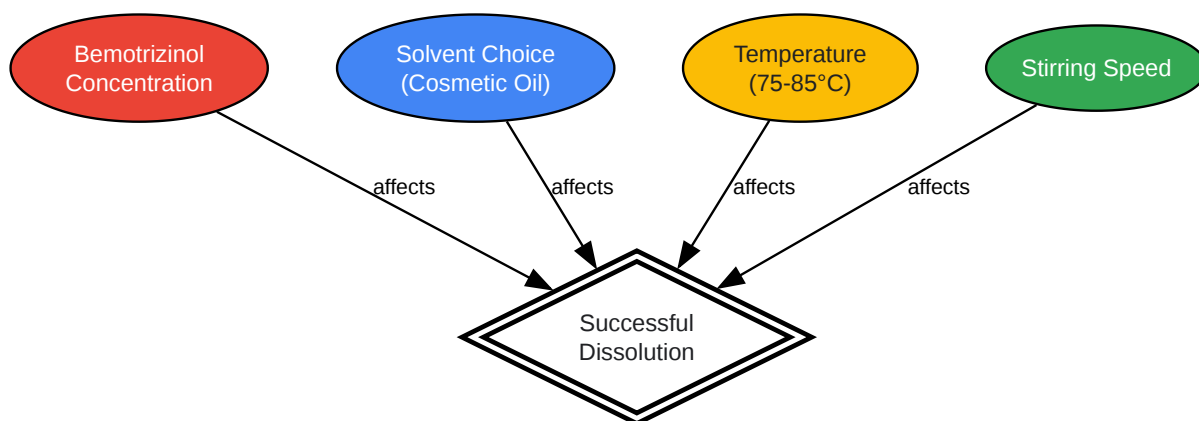 Bemotrizinol
Concentration
Solvent Choice
(Cosmetic Oil)
Temperature
(75-85°C)
Stirring Speed
affects
affects
affects
affects
Successful
Dissolution